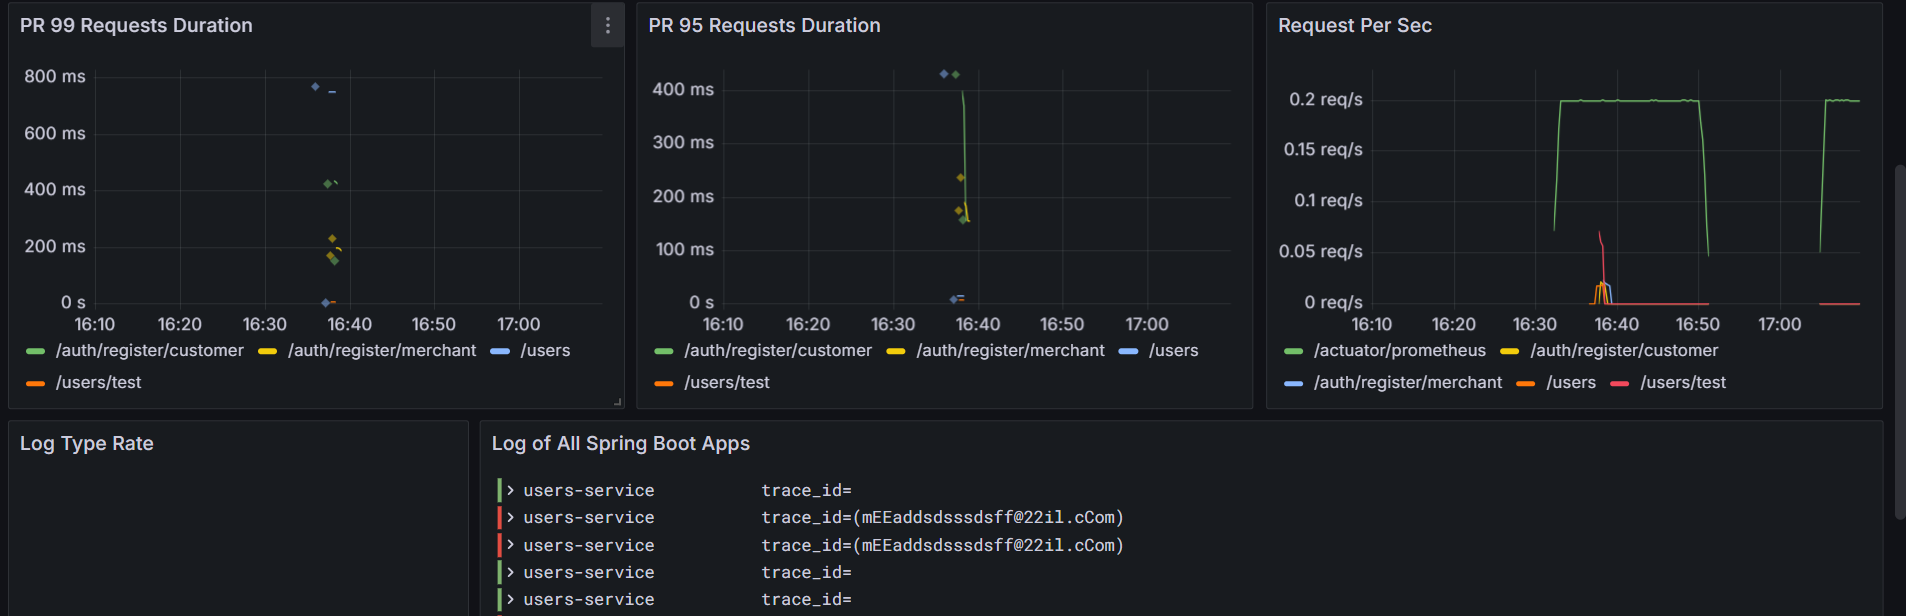 PR 99 Requests Duration
800 ms
600 ms
400 ms
200 ms
0 s
16:10 16:20 16:30 16:40 16:50 17:00
/auth/register/customer /auth/register/merchant /users
/users/test
PR 95 Requests Duration
400 ms
300 ms
200 ms
100 ms
0 s
16:10 16:20 16:30 16:40 16:50 17:00
/auth/register/customer /auth/register/merchant /users
/users/test
Request Per Sec
0.2 req/s
0.15 req/s
0.1 req/s
0.05 req/s
0 req/s
16:10 16:20 16:30 16:40 16:50 17:00
/actuator/prometheus /auth/register/customer
/auth/register/merchant /users /users/test
Log Type Rate
Log of All Spring Boot Apps
users-service trace_id=
users-service trace_id=(mEEaddsdsssdsff@22il.cCom)
users-service trace_id=(mEEaddsdsssdsff@22il.cCom)
users-service trace_id=
users-service trace_id=